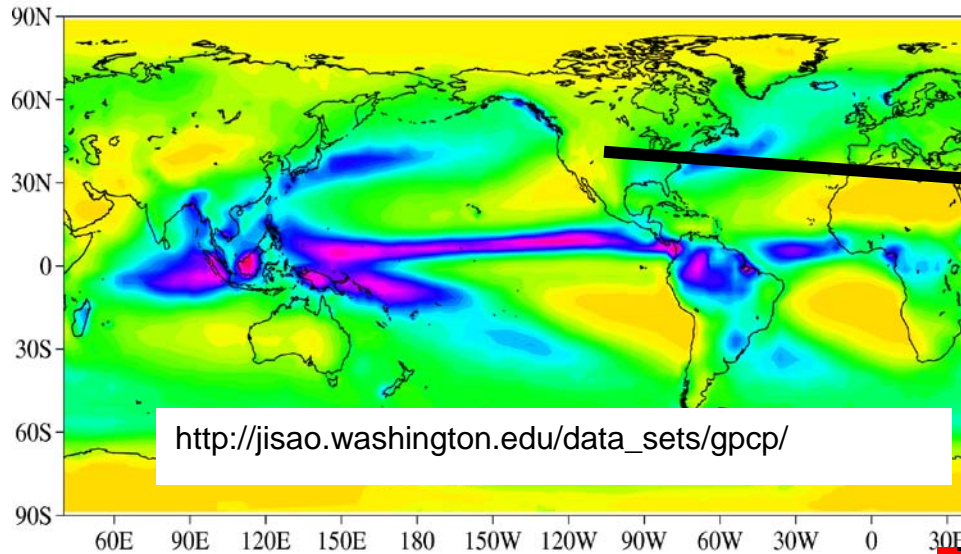 90N
60N
30N
0
30S
60S
90S
http://jisao.washington.edu/data_sets/gpcp/
60E 90E 120E 150E 180 150W 120W 90W 60W 30W 0 30E